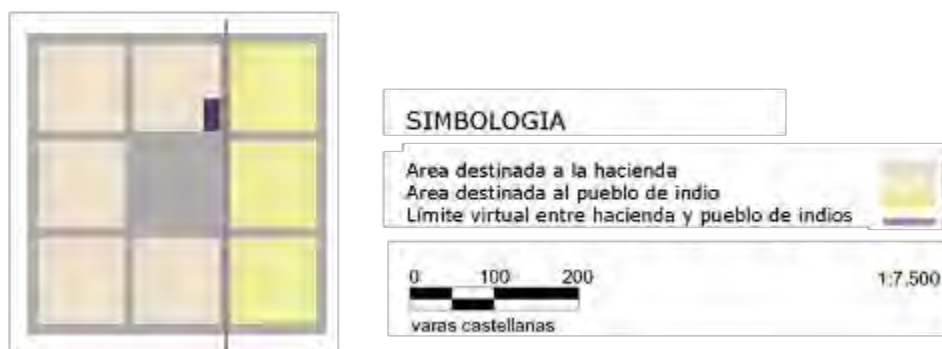 SIMBOLOGIA
Area destinada a la hacienda
Area destinada al pueblo de indio
Límite virtual entre hacienda y pueblo de indios
0 100 200
1:7,500
varas castellanas